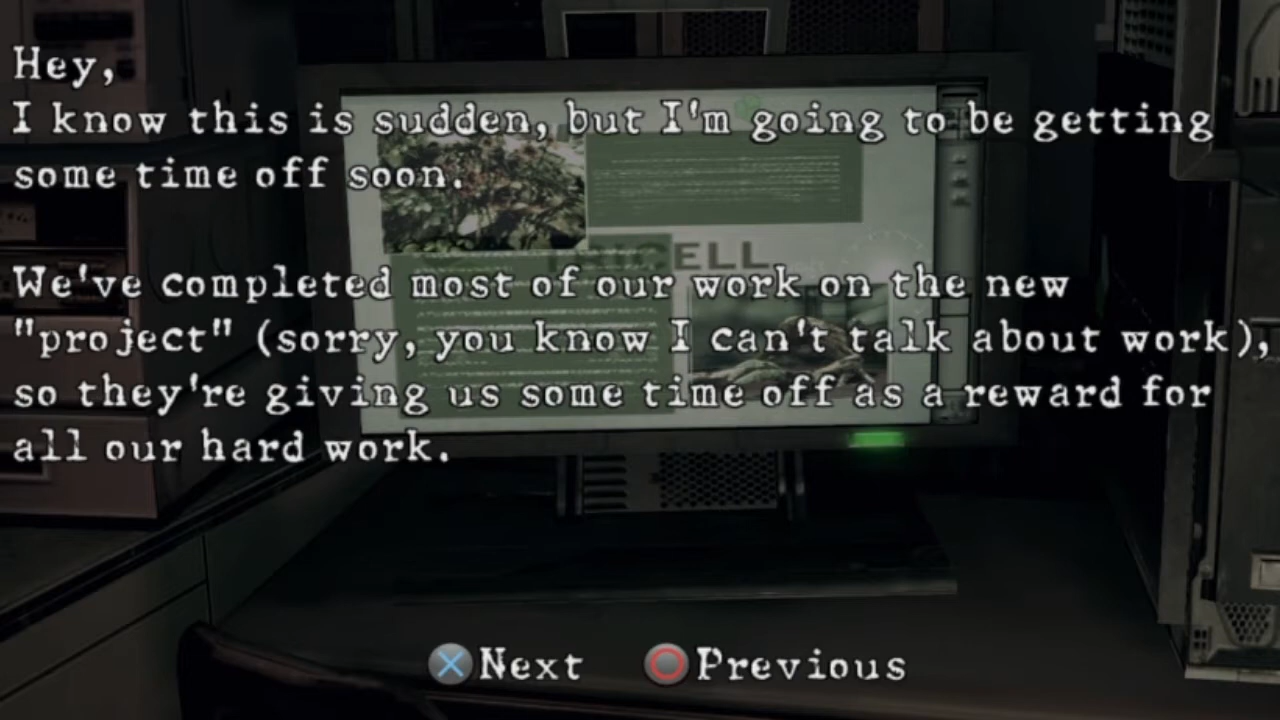 Hey,
I know this is sudden, but I'm going to be getting
some time off soon.
TRICELL
We've completed most of our work on the new
"project" (sorry, you know I can't talk about work),
so they're giving us some time off as a reward for
all our hard work.
Next Previous